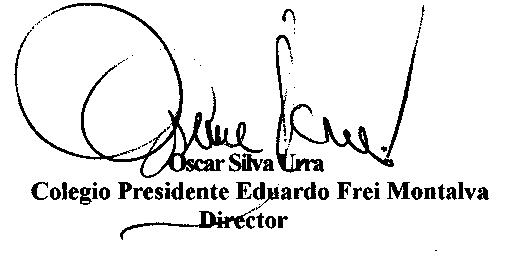 Oscar Silva Urra
Colegio Presidente Eduardo Frei Montalva
Director